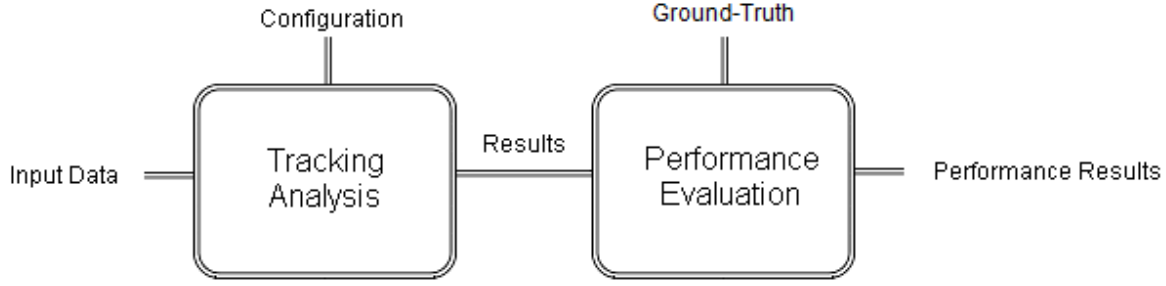 Configuration
Ground-Truth
Input Data
Tracking
Analysis
Results
Performance
Evaluation
Performance Results